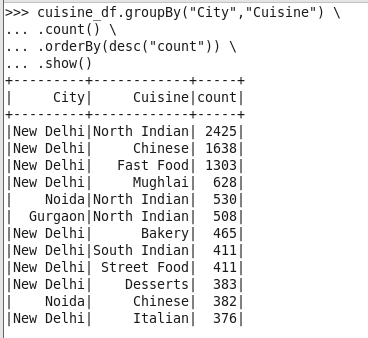 >>> cuisine_df.groupBy("City","Cuisine") \
... .count() \
... .orderBy(desc("count")) \
... .show()
+---------+------------+-----+
|     City|     Cuisine|count|
+---------+------------+-----+
|New Delhi|North Indian| 2425|
|New Delhi|     Chinese| 1638|
|New Delhi|   Fast Food| 1303|
|New Delhi|     Mughlai|  628|
|    Noida|North Indian|  530|
|  Gurgaon|North Indian|  508|
|New Delhi|      Bakery|  465|
|New Delhi|South Indian|  411|
|New Delhi| Street Food|  411|
|New Delhi|    Desserts|  383|
|    Noida|     Chinese|  382|
|New Delhi|     Italian|  376|